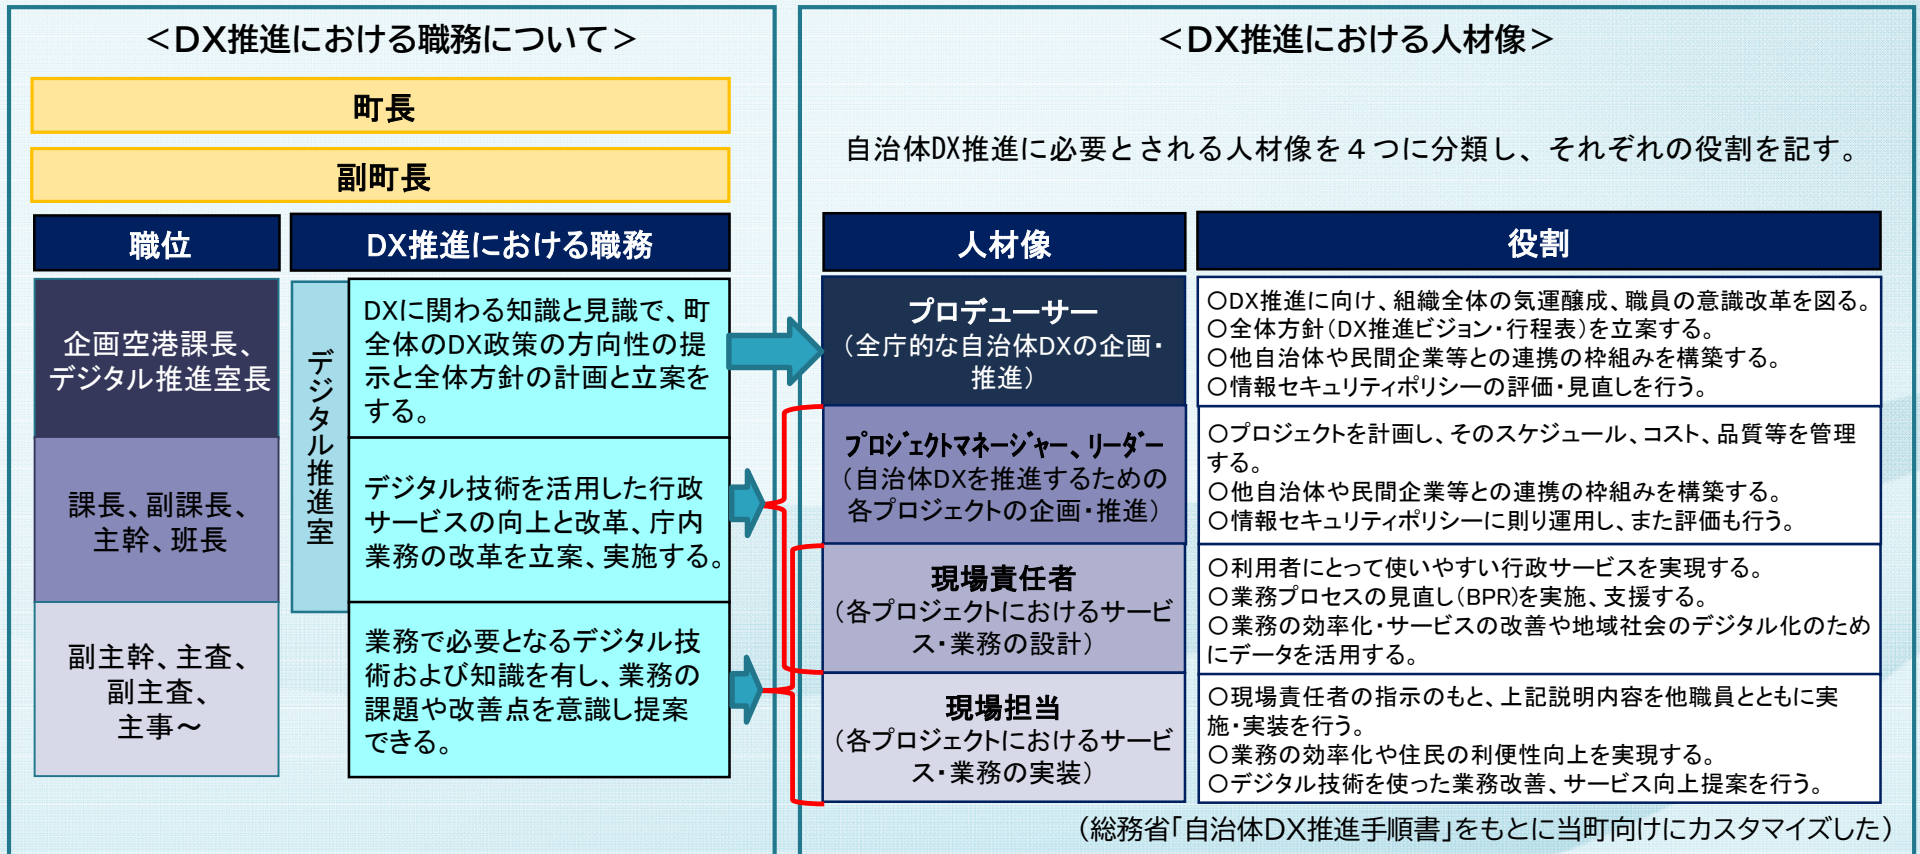 ＜DX推進における職務について＞
町長
副町長
職位
DX推進における職務
企画空港課長、
デジタル推進室長
課長、副課長、
主幹、班長
副主幹、主査、
副主査、
主事～
デジタル推進室
DXに関わる知識と見識で、町
全体のDX政策の方向性の提
示と全体方針の計画と立案を
する。
デジタル技術を活用した行政
サービスの向上と改革、庁内
業務の改革を立案、実施する。
業務で必要となるデジタル技
術および知識を有し、業務の
課題や改善点を意識し提案
できる。
＜DX推進における人材像＞
自治体DX推進に必要とされる人材像を４つに分類し、それぞれの役割を記す。
人材像
役割
プロデューサー
（全庁的な自治体DXの企画・
推進）
○DX推進に向け、組織全体の気運醸成、職員の意識改革を図る。
○全体方針（DX推進ビジョン・行程表）を立案する。
○他自治体や民間企業等との連携の枠組みを構築する。
○情報セキュリティポリシーの評価・見直しを行う。
ﾌﾟﾛｼﾞｪｸﾄﾏﾈｰｼﾞｬｰ、ﾘｰﾀﾞｰ
（自治体DXを推進するための
各プロジェクトの企画・推進）
○プロジェクトを計画し、そのスケジュール、コスト、品質等を管理
する。
○他自治体や民間企業等との連携の枠組みを構築する。
○情報セキュリティポリシーに則り運用し、また評価も行う。
現場責任者
（各プロジェクトにおけるサービ
ス・業務の設計）
○利用者にとって使いやすい行政サービスを実現する。
○業務プロセスの見直し（BPR)を実施、支援する。
○業務の効率化・サービスの改善や地域社会のデジタル化のため
にデータを活用する。
現場担当
（各プロジェクトにおけるサービ
ス・業務の実装）
○現場責任者の指示のもと、上記説明内容を他職員とともに実
施・実装を行う。
○業務の効率化や住民の利便性向上を実現する。
○デジタル技術を使った業務改善、サービス向上提案を行う。
（総務省「自治体DX推進手順書」をもとに当町向けにカスタマイズした）